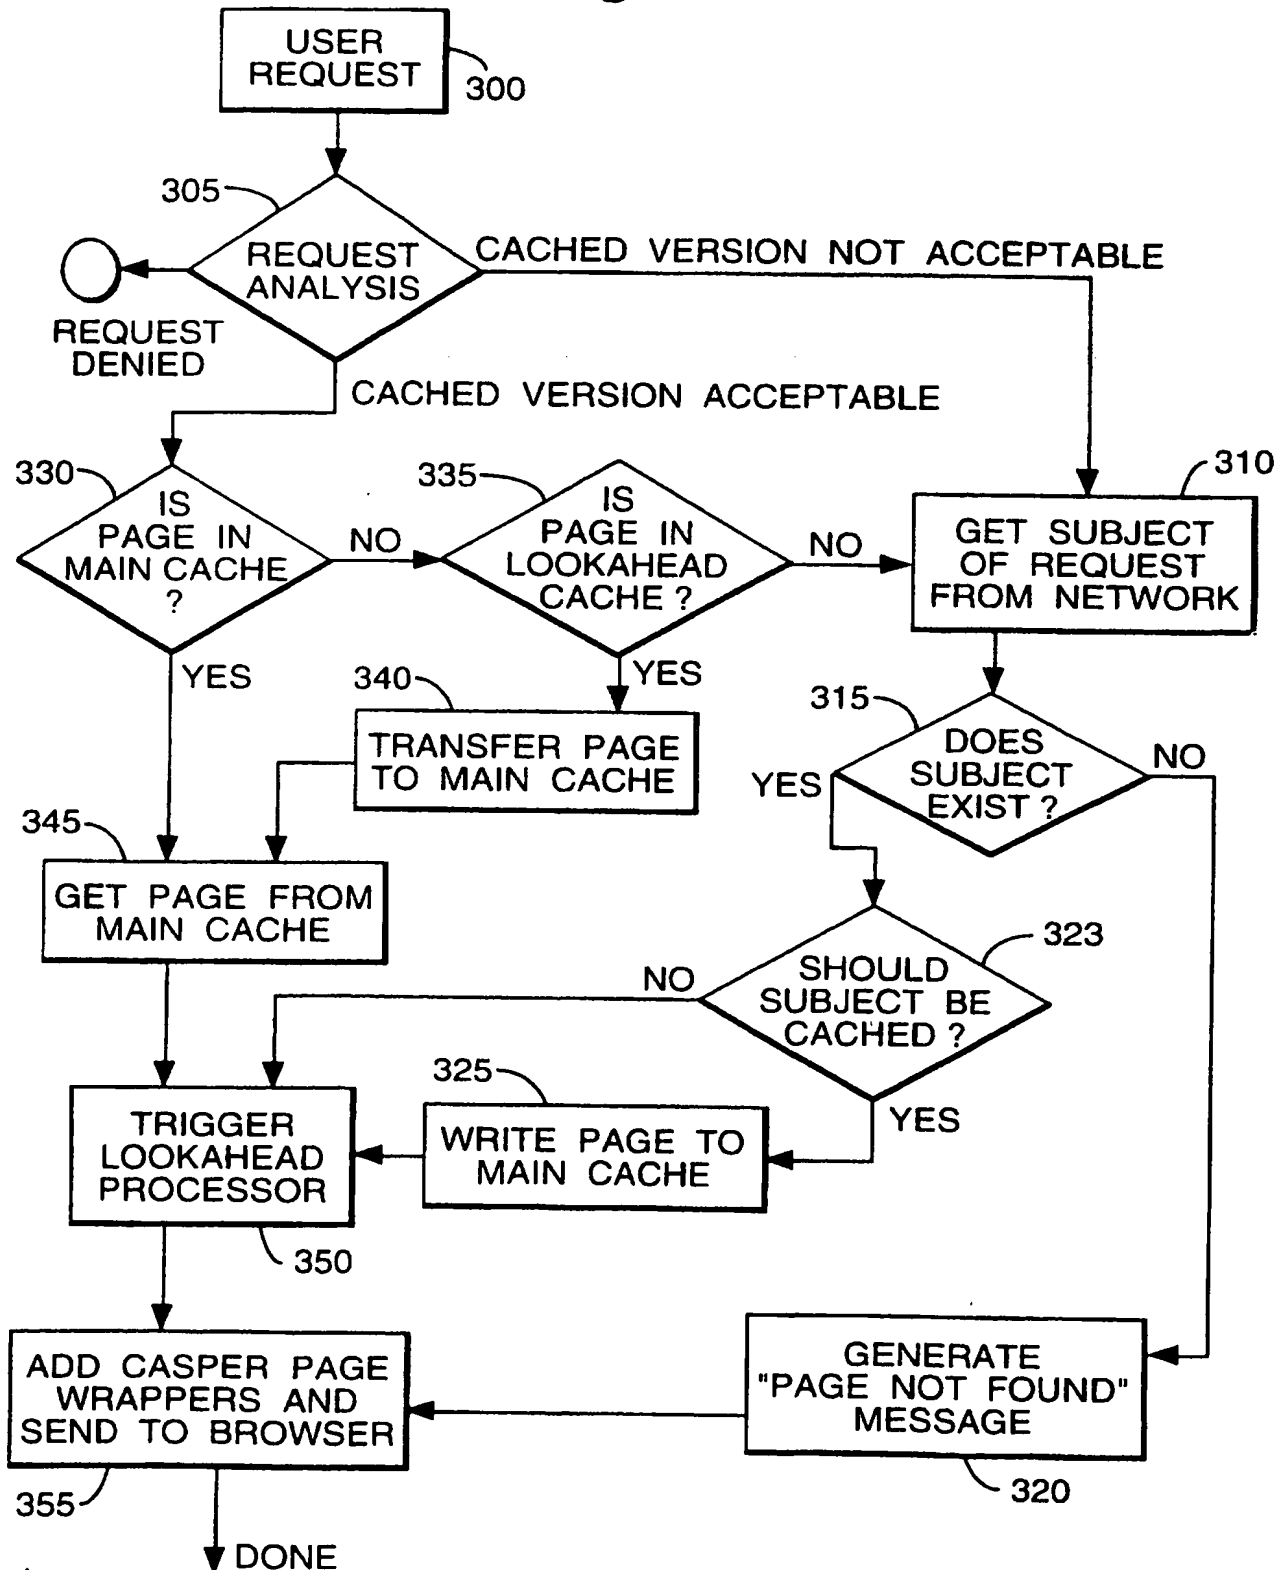 USER
REQUEST
300
305
REQUEST
ANALYSIS
CACHED VERSION NOT ACCEPTABLE
REQUEST
DENIED
CACHED VERSION ACCEPTABLE
330
IS
PAGE IN
MAIN CACHE
?
NO
335
IS
PAGE IN
LOOKAHEAD
CACHE ?
NO
310
GET SUBJECT
OF REQUEST
FROM NETWORK
YES
YES
340
TRANSFER PAGE
TO MAIN CACHE
315
DOES
SUBJECT
EXIST ?
YES
NO
345
GET PAGE FROM
MAIN CACHE
323
SHOULD
SUBJECT BE
CACHED ?
NO
YES
325
WRITE PAGE TO
MAIN CACHE
TRIGGER
LOOKAHEAD
PROCESSOR
350
ADD CASPER PAGE
WRAPPERS AND
SEND TO BROWSER
355
GENERATE
"PAGE NOT FOUND"
MESSAGE
320
DONE